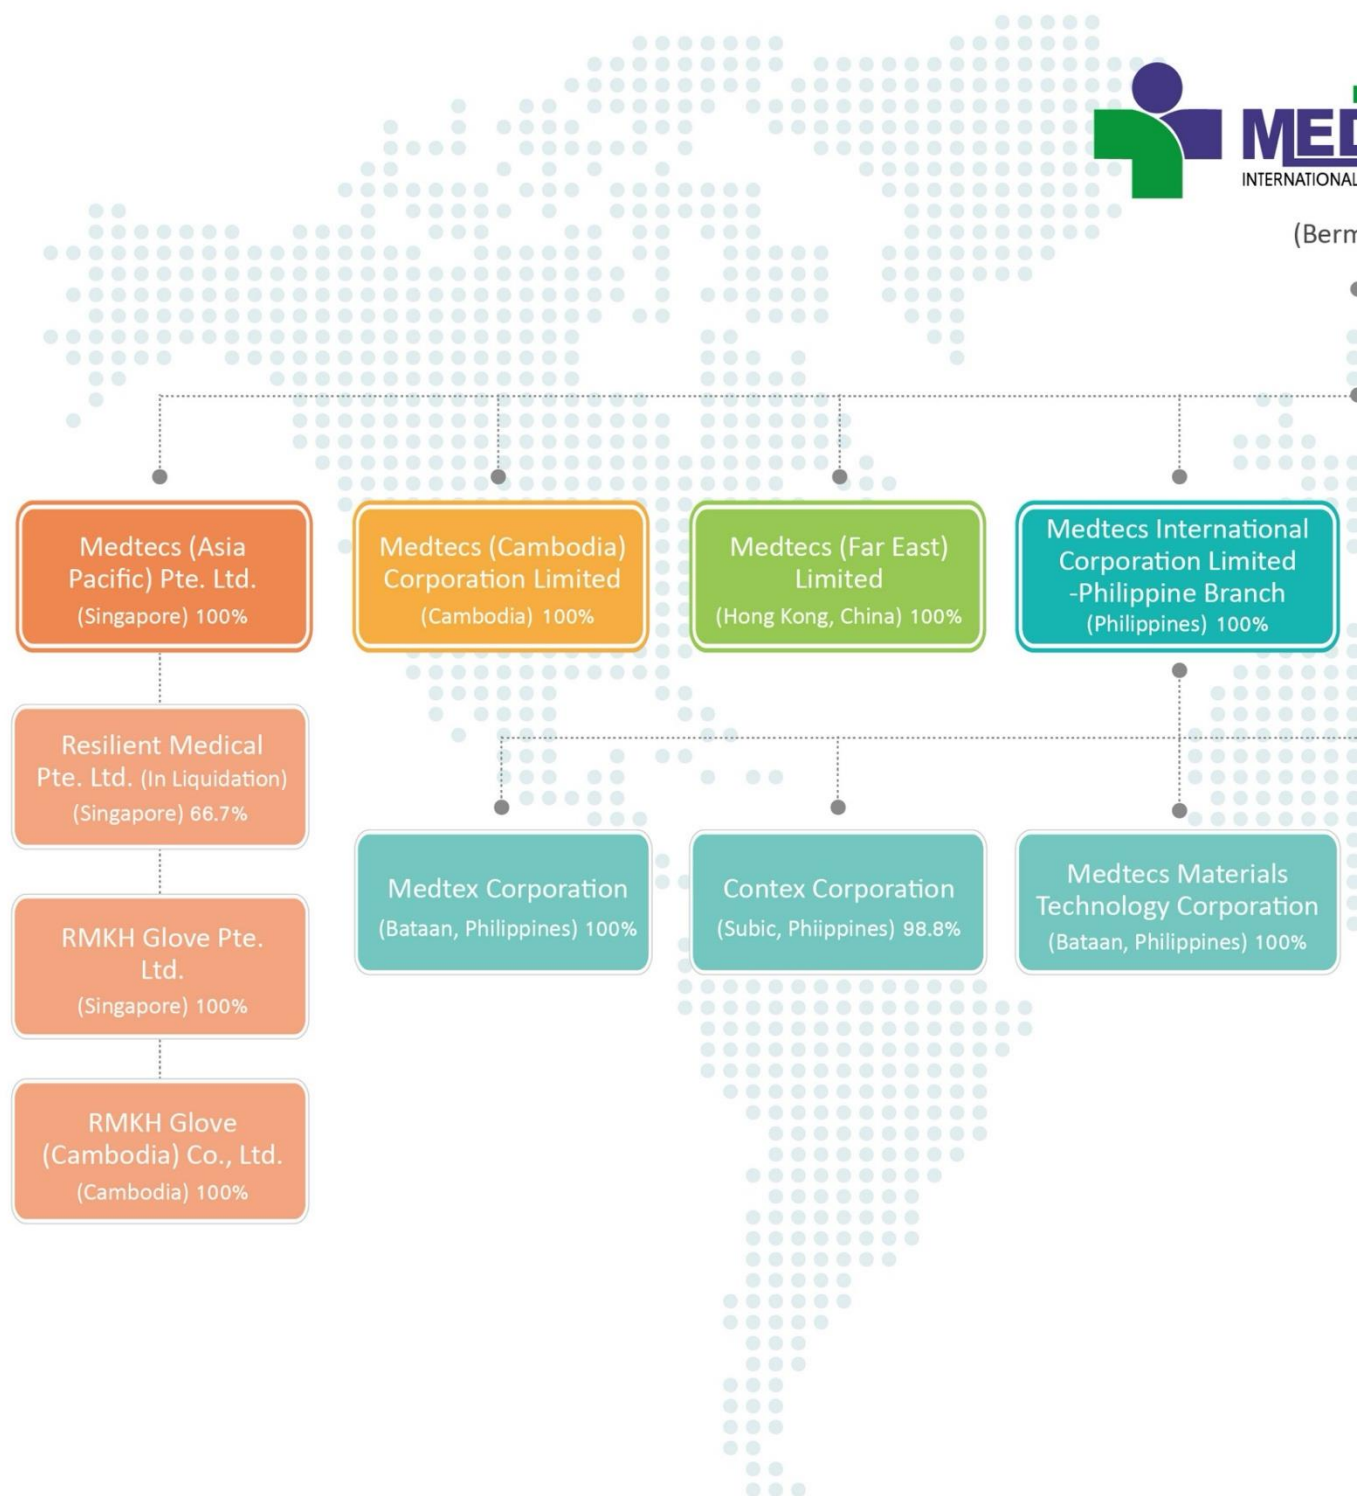 MED
INTERNATIONAL
(Berm
Medtecs (Asia
Pacific) Pte. Ltd.
(Singapore) 100%
Medtecs (Cambodia)
Corporation Limited
(Cambodia) 100%
Medtecs (Far East)
Limited
(Hong Kong, China) 100%
Medtecs International
Corporation Limited
-Philippine Branch
(Philippines) 100%
Resilient Medical
Pte. Ltd. (In Liquidation)
(Singapore) 66.7%
RMKH Glove Pte.
Ltd.
(Singapore) 100%
RMKH Glove
(Cambodia) Co., Ltd.
(Cambodia) 100%
Medtex Corporation
(Bataan, Philippines) 100%
Contex Corporation
(Subic, Phiippines) 98.8%
Medtecs Materials
Technology Corporation
(Bataan, Philippines) 100%